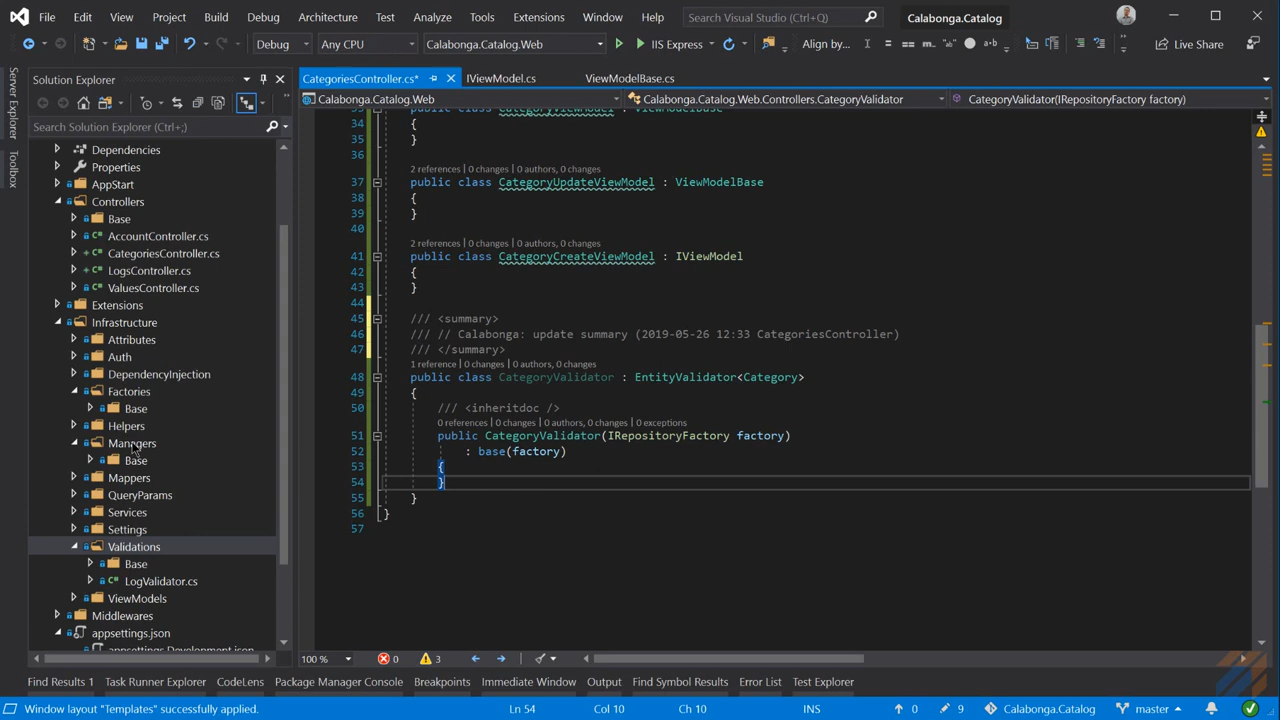 File Edit View Project Build Debug Architecture Test Analyze Tools Extensions Window Help Search Visual Studio Calabonga.Catalog
Debug Any CPU Calabonga.Catalog.Web IIS Express Align by... Live Share
Server Explorer
Toolbox
Solution Explorer
Search Solution Explorer (Ctrl+;)
Dependencies
Properties
AppStart
Controllers
Base
AccountController.cs
CategoriesController.cs
LogsController.cs
ValuesController.cs
Extensions
Infrastructure
Attributes
Auth
DependencyInjection
Factories
Base
Helpers
Managers
Base
Mappers
QueryParams
Services
Settings
Validations
Base
LogValidator.cs
ViewModels
Middlewares
appsettings.json
appsettings.Development.json
CategoriesController.cs* IViewModel.cs ViewModelBase.cs
Calabonga.Catalog.Web Calabonga.Catalog.Web.Controllers.CategoryValidator CategoryValidator(IRepositoryFactory factory)
33 public class CategoryViewModel : ViewModelBase
34 {
35 }
36
2 references | 0 changes | 0 authors, 0 changes
37 public class CategoryUpdateViewModel : ViewModelBase
38 {
39 }
40
2 references | 0 changes | 0 authors, 0 changes
41 public class CategoryCreateViewModel : IViewModel
42 {
43 }
44
45 /// <summary>
46 /// // Calabonga: update summary (2019-05-26 12:33 CategoriesController)
47 /// </summary>
1 reference | 0 changes | 0 authors, 0 changes
48 public class CategoryValidator : EntityValidator<Category>
49 {
50 /// <inheritdoc />
0 references | 0 changes | 0 authors, 0 changes | 0 exceptions
51 public CategoryValidator(IRepositoryFactory factory)
52 : base(factory)
53 {
54 }
55 }
56 }
57
100 % 0 3
Find Results 1 Task Runner Explorer CodeLens Package Manager Console Breakpoints Immediate Window Output Find Symbol Results Error List Test Explorer
Ln 54 Col 10 Ch 10 INS
Window layout "Templates" successfully applied. 0 9 Calabonga.Catalog master